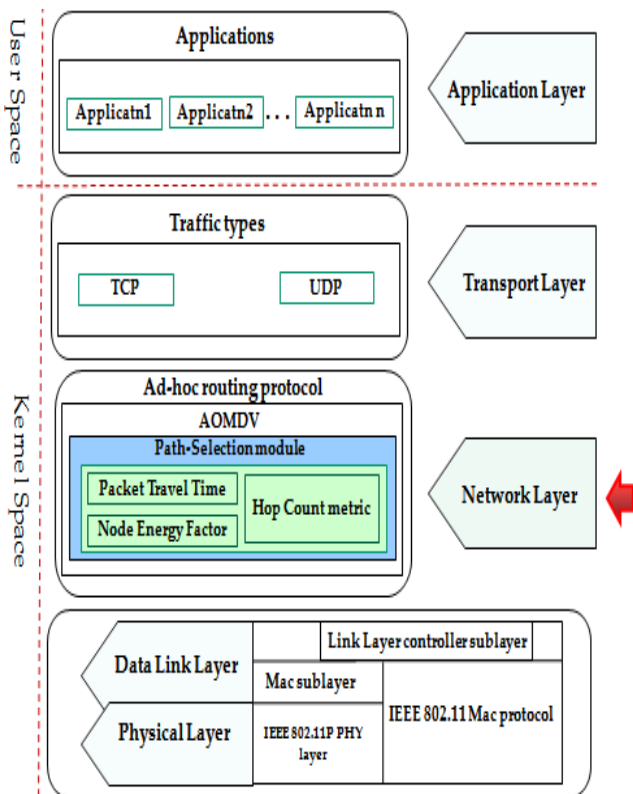 User Space
Applications
Applicatn1 Applicatn2 ... Applicatn n
Application Layer
Kernel Space
Traffic types
TCP UDP
Transport Layer
Ad-hoc routing protocol
AOMDV
Path-Selection module
Packet Travel Time
Node Energy Factor
Hop Count metric
Network Layer
Data Link Layer
Link Layer controller sublayer
Mac sublayer
Physical Layer
IEEE 802.11P PHY
layer
IEEE 802.11 Mac protocol